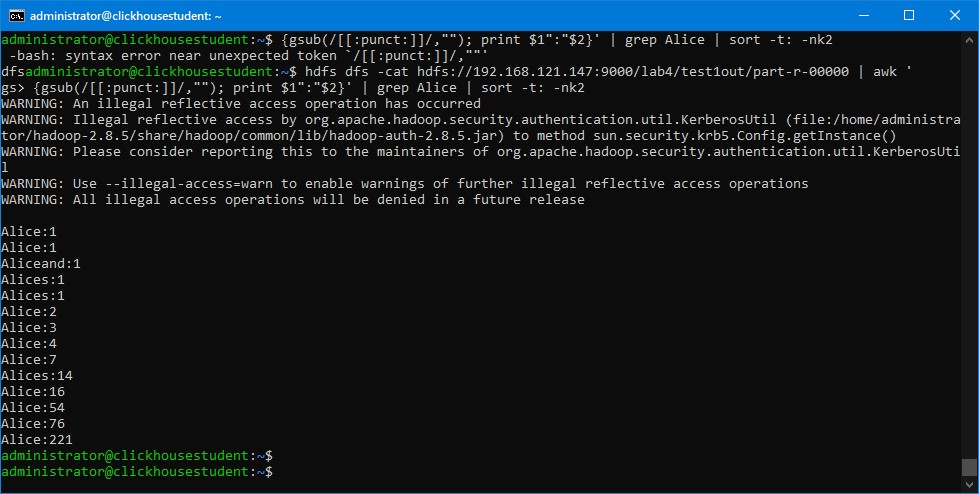 administrator@clickhousestudent: ~
administrator@clickhousestudent:~$ {gsub(/[[:punct:]]/,""); print $1":"$2}' | grep Alice | sort -t: -nk2
-bash: syntax error near unexpected token `/[[:punct:]]/,""'
dfsadministrator@clickhousestudent:~$ hdfs dfs -cat hdfs://192.168.121.147:9000/lab4/test1out/part-r-00000 | awk '
gs> {gsub(/[[:punct:]]/,""); print $1":"$2}' | grep Alice | sort -t: -nk2
WARNING: An illegal reflective access operation has occurred
WARNING: Illegal reflective access by org.apache.hadoop.security.authentication.util.KerberosUtil (file:/home/administra
tor/hadoop-2.8.5/share/hadoop/common/lib/hadoop-auth-2.8.5.jar) to method sun.security.krb5.Config.getInstance()
WARNING: Please consider reporting this to the maintainers of org.apache.hadoop.security.authentication.util.KerberosUti
l
WARNING: Use --illegal-access=warn to enable warnings of further illegal reflective access operations
WARNING: All illegal access operations will be denied in a future release
Alice:1
Alice:1
Aliceand:1
Alices:1
Alices:1
Alice:2
Alice:3
Alice:4
Alice:7
Alices:14
Alice:16
Alice:54
Alice:76
Alice:221
administrator@clickhousestudent:~$
administrator@clickhousestudent:~$